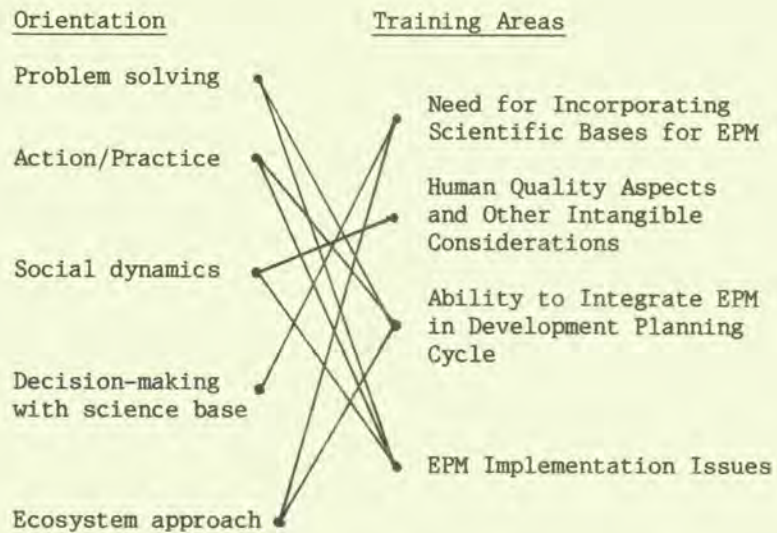 Orientation
Training Areas
Problem solving
Action/Practice
Social dynamics
Decision-making
with science base
Ecosystem approach
Need for Incorporating
Scientific Bases for EPM
Human Quality Aspects
and Other Intangible
Considerations
Ability to Integrate EPM
in Development Planning
Cycle
EPM Implementation Issues